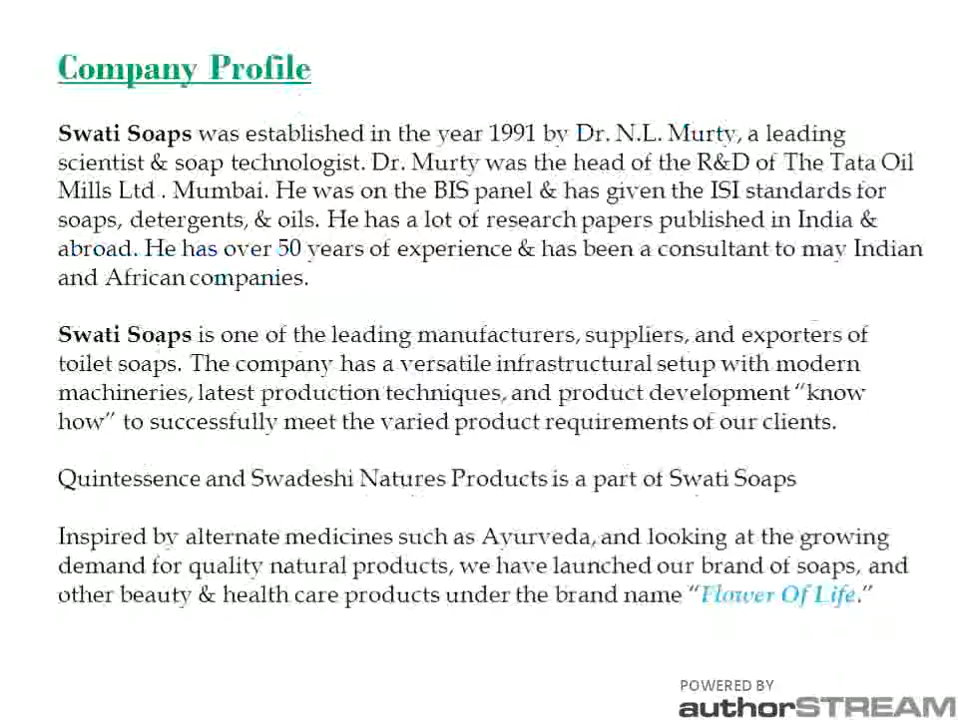 Company Profile
Swati Soaps was established in the year 1991 by Dr. N.L. Murty, a leading
scientist & soap technologist. Dr. Murty was the head of the R&D of The Tata Oil
Mills Ltd . Mumbai. He was on the BIS panel & has given the ISI standards for
soaps, detergents, & oils. He has a lot of research papers published in India &
abroad. He has over 50 years of experience & has been a consultant to may Indian
and African companies.
Swati Soaps is one of the leading manufacturers, suppliers, and exporters of
toilet soaps. The company has a versatile infrastructural setup with modern
machineries, latest production techniques, and product development “know
how” to successfully meet the varied product requirements of our clients.
Quintessence and Swadeshi Natures Products is a part of Swati Soaps
Inspired by alternate medicines such as Ayurveda, and looking at the growing
demand for quality natural products, we have launched our brand of soaps, and
other beauty & health care products under the brand name “Flower Of Life.”
POWERED BY
authorSTREAM